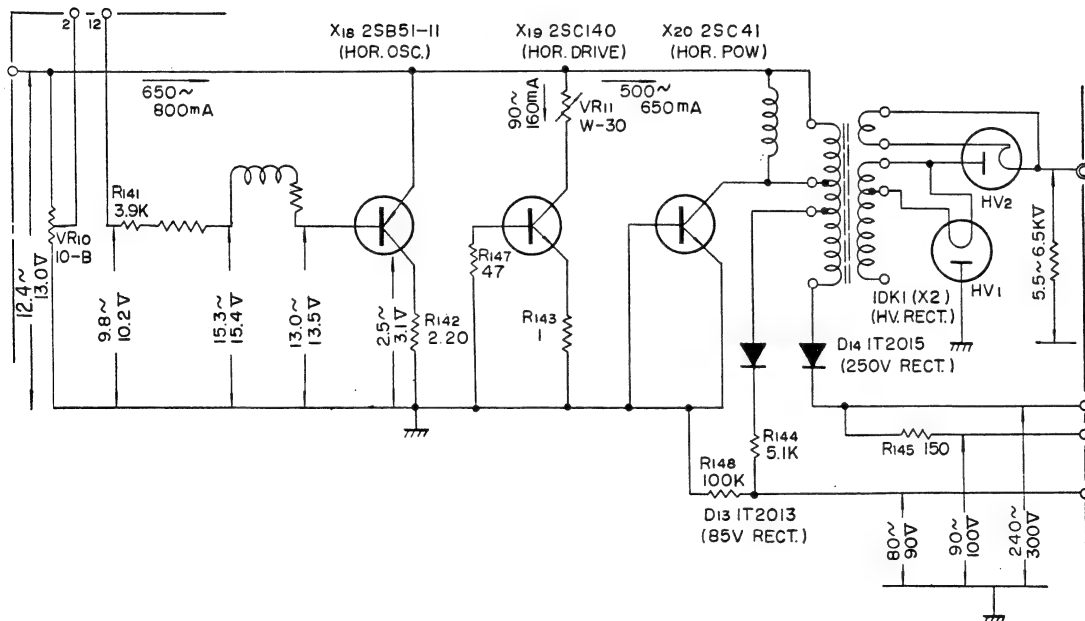 2 12
X18 2SB51-11
(HOR. OSC.)
X19 2SC140
(HOR. DRIVE)
X20 2SC41
(HOR. POW)
650~
800mA
90~
160mA
VR11
W-30
500~
650mA
R141
3.9K
VR10
10-B
12.4~
13.0V
9.8~
10.2V
15.3~
15.4V
13.0~
13.5V
2.5~
3.1V
R142
2.20
R147
47
R143
1
HV2
HV1
1DK1 (X2)
(HV. RECT.)
5.5~6.5KV
D14 1T2015
(250V RECT.)
R144
5.1K
R145 150
R148
100K
D13 1T2013
(85V RECT.)
80~
90V
90~
100V
240~
300V